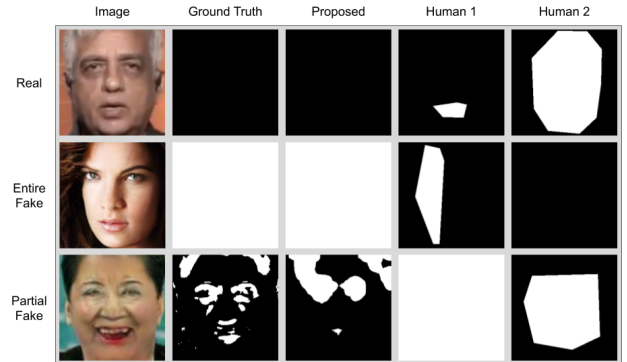 Image Ground Truth Proposed Human 1 Human 2
Real
Entire
Fake
Partial
Fake